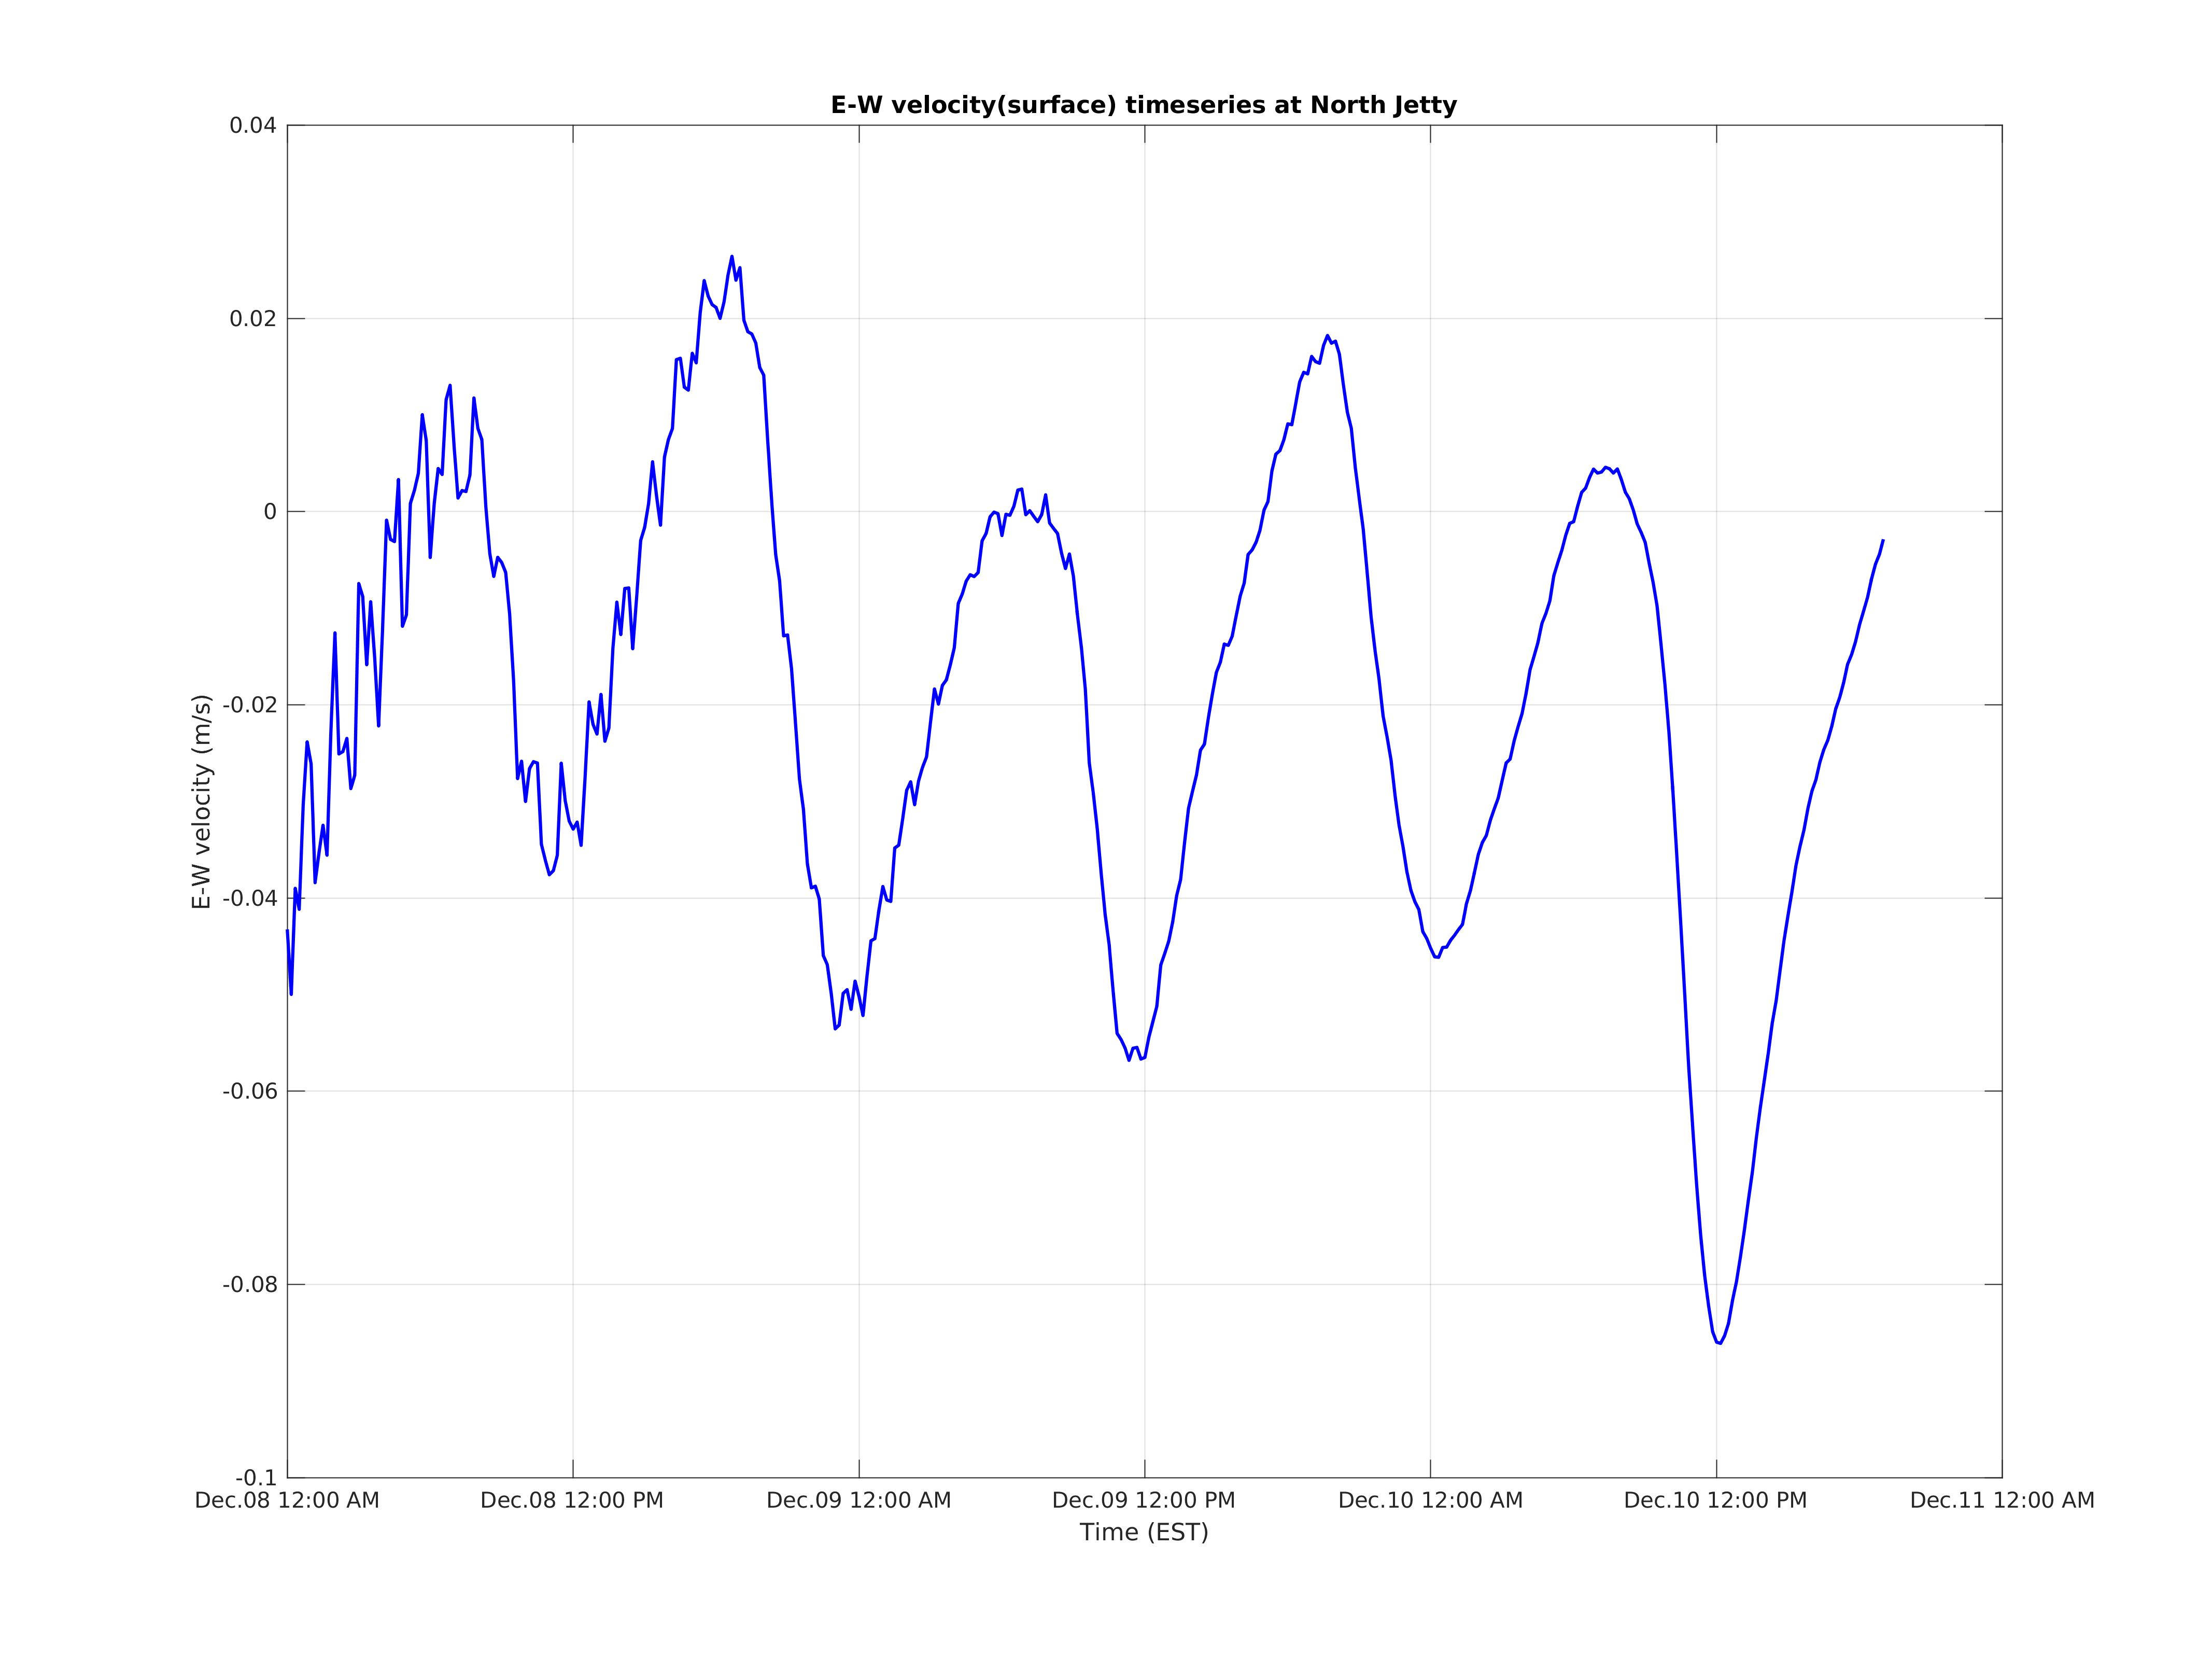 E-W velocity(surface) timeseries at North Jetty
0.04
0.02
0
-0.02
-0.04
-0.06
-0.08
-0.1
E-W velocity (m/s)
Dec.08 12:00 AM Dec.08 12:00 PM Dec.09 12:00 AM Dec.09 12:00 PM Dec.10 12:00 AM Dec.10 12:00 PM Dec.11 12:00 AM
Time (EST)